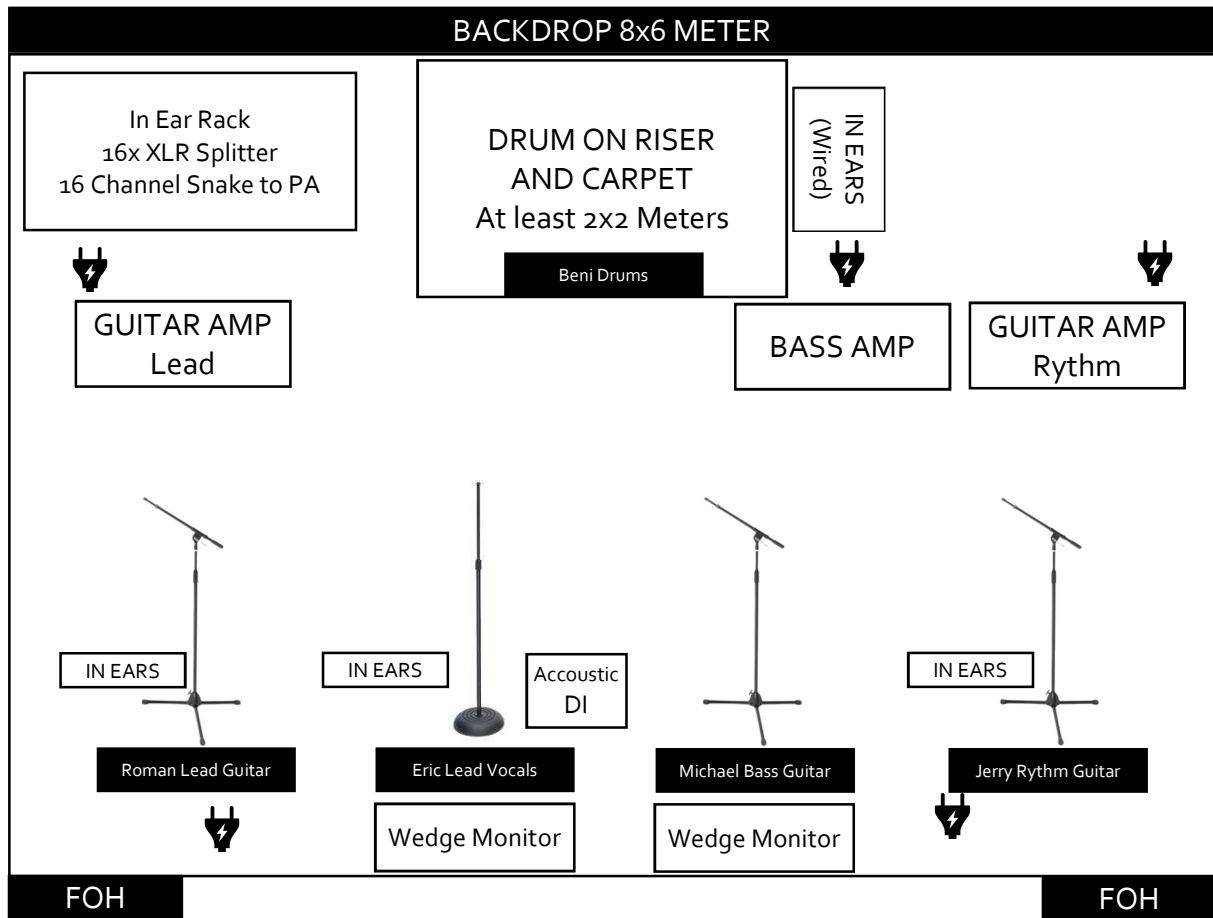 BACKDROP 8x6 METER
In Ear Rack
16x XLR Splitter
16 Channel Snake to PA
DRUM ON RISER
AND CARPET
At least 2x2 Meters
Beni Drums
IN EARS
(Wired)
GUITAR AMP
Lead
BASS AMP
GUITAR AMP
Rythm
IN EARS
IN EARS
Accoustic
DI
IN EARS
Roman Lead Guitar
Eric Lead Vocals
Michael Bass Guitar
Jerry Rythm Guitar
Wedge Monitor
Wedge Monitor
FOH
FOH